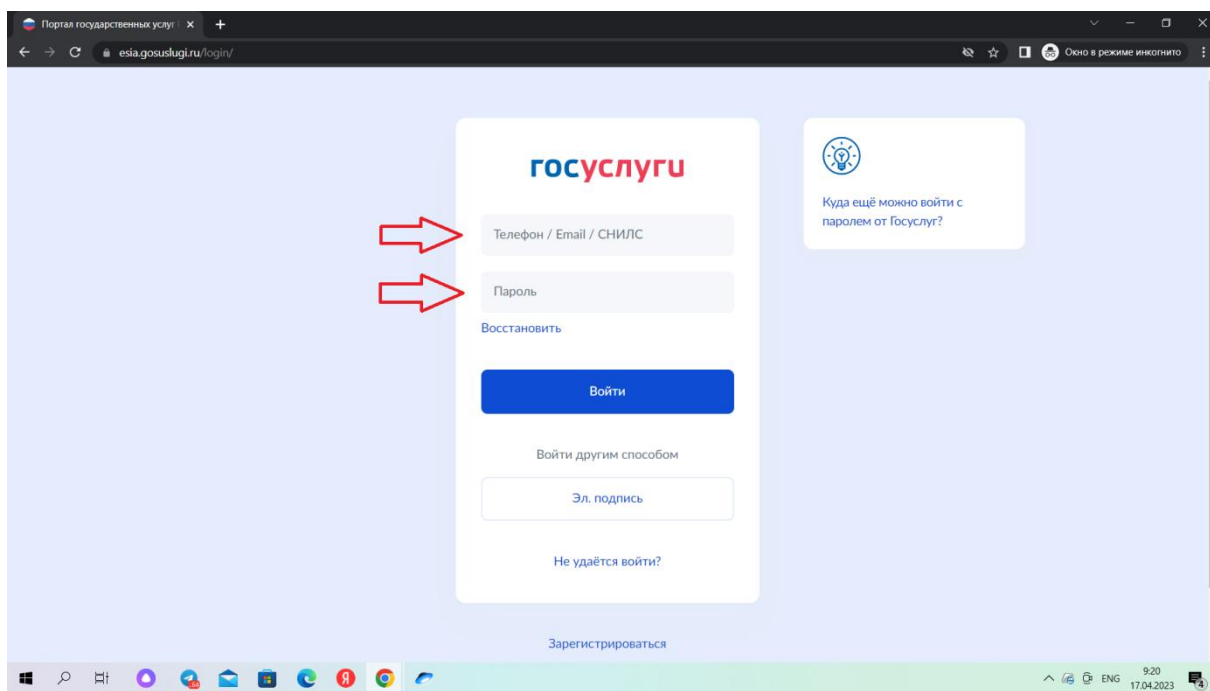 Портал государственных услуг
esia.gosuslugi.ru/login/
Окно в режиме инкогнито
госуслуги
Телефон / Email / СНИЛС
Пароль
Восстановить
Войти
Войти другим способом
Эл. подпись
Не удаётся войти?
Зарегистрироваться
Куда ещё можно войти с
паролем от Госуслуг?
Я
ENG
9:20
17.04.2023
4